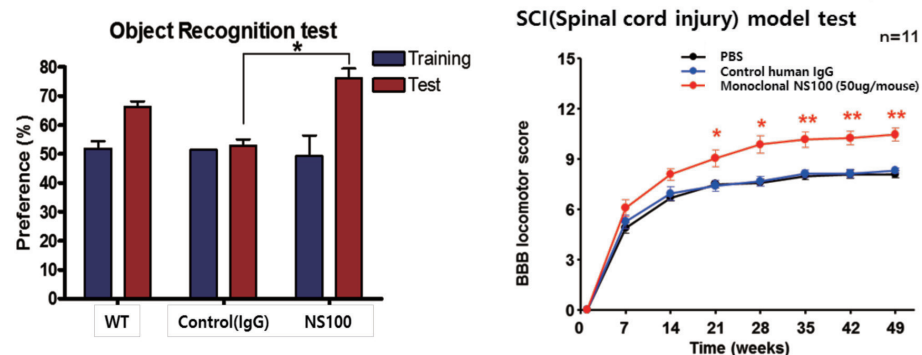 Object Recognition test
*
Training
Test
80
70
60
50
40
30
20
10
0
Preference (%)
WT
Control(IgG)
NS100
SCI(Spinal cord injury) model test
n=11
PBS
Control human IgG
Monoclonal NS100 (50ug/mouse)
15
12
9
6
3
0
BBB locomotor score
* * ** ** **
7 14 21 28 35 42 49
Time (weeks)